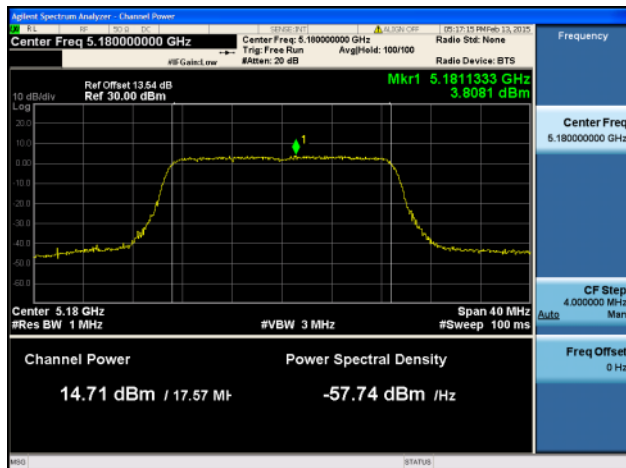 Agilent Spectrum Analyzer - Channel Power
RL RF 50 Ω DC SENSE:INT ALIGN OFF 05:17:15 PM Feb 13, 2015
Center Freq 5.180000000 GHz
Center Freq: 5.180000000 GHz
Radio Std: None
Trig: Free Run Avg|Hold: 100/100
#IFGain:Low #Atten: 20 dB Radio Device: BTS
Mkr1 5.1811333 GHz
3.8081 dBm
Ref Offset 13.54 dB
10 dB/div Ref 30.00 dBm
Log
20.0
10.0
0.00
-10.0
-20.0
-30.0
-40.0
-50.0
-60.0
1
Center 5.18 GHz Span 40 MHz
#Res BW 1 MHz #VBW 3 MHz #Sweep 100 ms
Channel Power Power Spectral Density
14.71 dBm / 17.57 MH -57.74 dBm /Hz
MSG STATUS
Frequency
Center Freq
5.180000000 GHz
CF Step
4.000000 MHz
Auto Man
Freq Offset
0 Hz